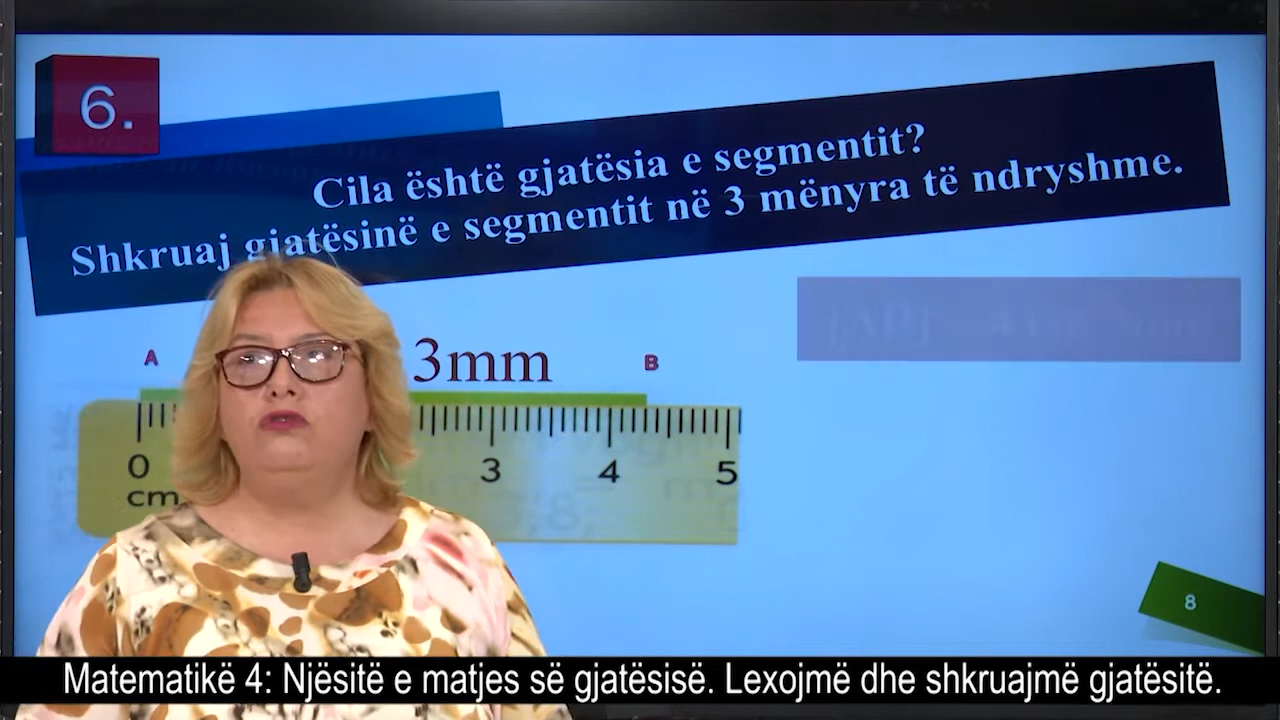 6.
Cila është gjatësia e segmentit?
Shkruaj gjatësinë e segmentit në 3 mënyra të ndryshme.
A
3mm
B
0
3
4
5
cm
8
Matematikë 4: Njësitë e matjes së gjatësisë. Lexojmë dhe shkruajmë gjatësitë.